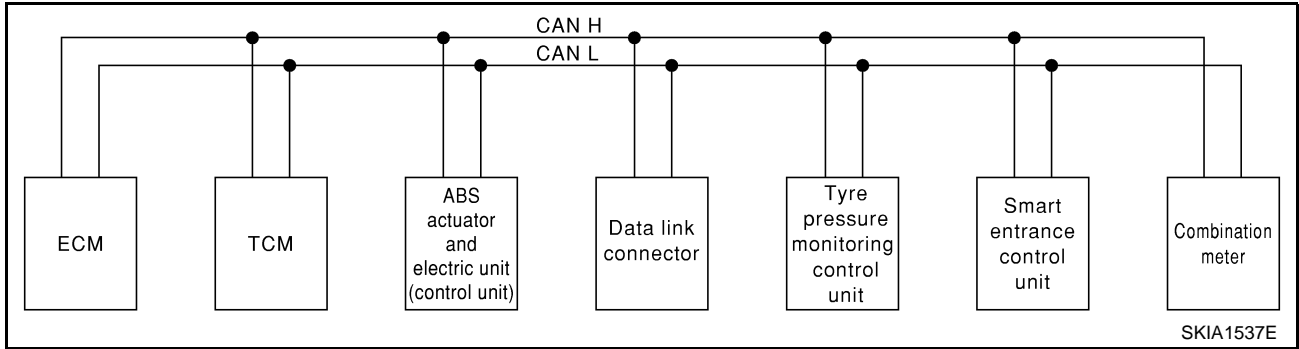 CAN H
CAN L
ECM
TCM
ABS
actuator
and
electric unit
(control unit)
Data link
connector
Tyre
pressure
monitoring
control
unit
Smart
entrance
control
unit
Combination
meter
SKIA1537E